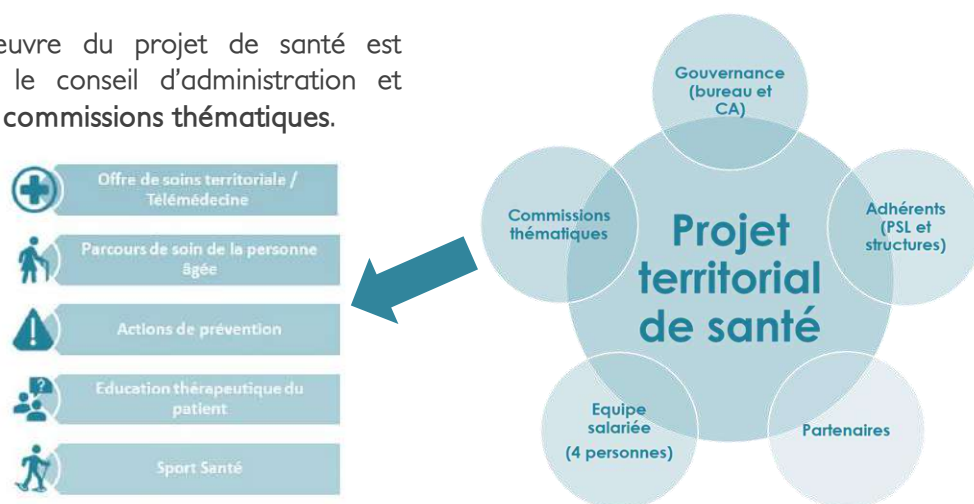 euvre du projet de santé est
le conseil d’administration et
commissions thématiques.
Offre de soins territoriale /
Télémédecine
Parcours de soin de la personne
âgée
Actions de prévention
Education thérapeutique du
patient
Sport Santé
Gouvernance
(bureau et
CA)
Commissions
thématiques
Adhérents
(PSL et
structures)
Projet
territorial
de santé
Equipe
salariée
(4 personnes)
Partenaires